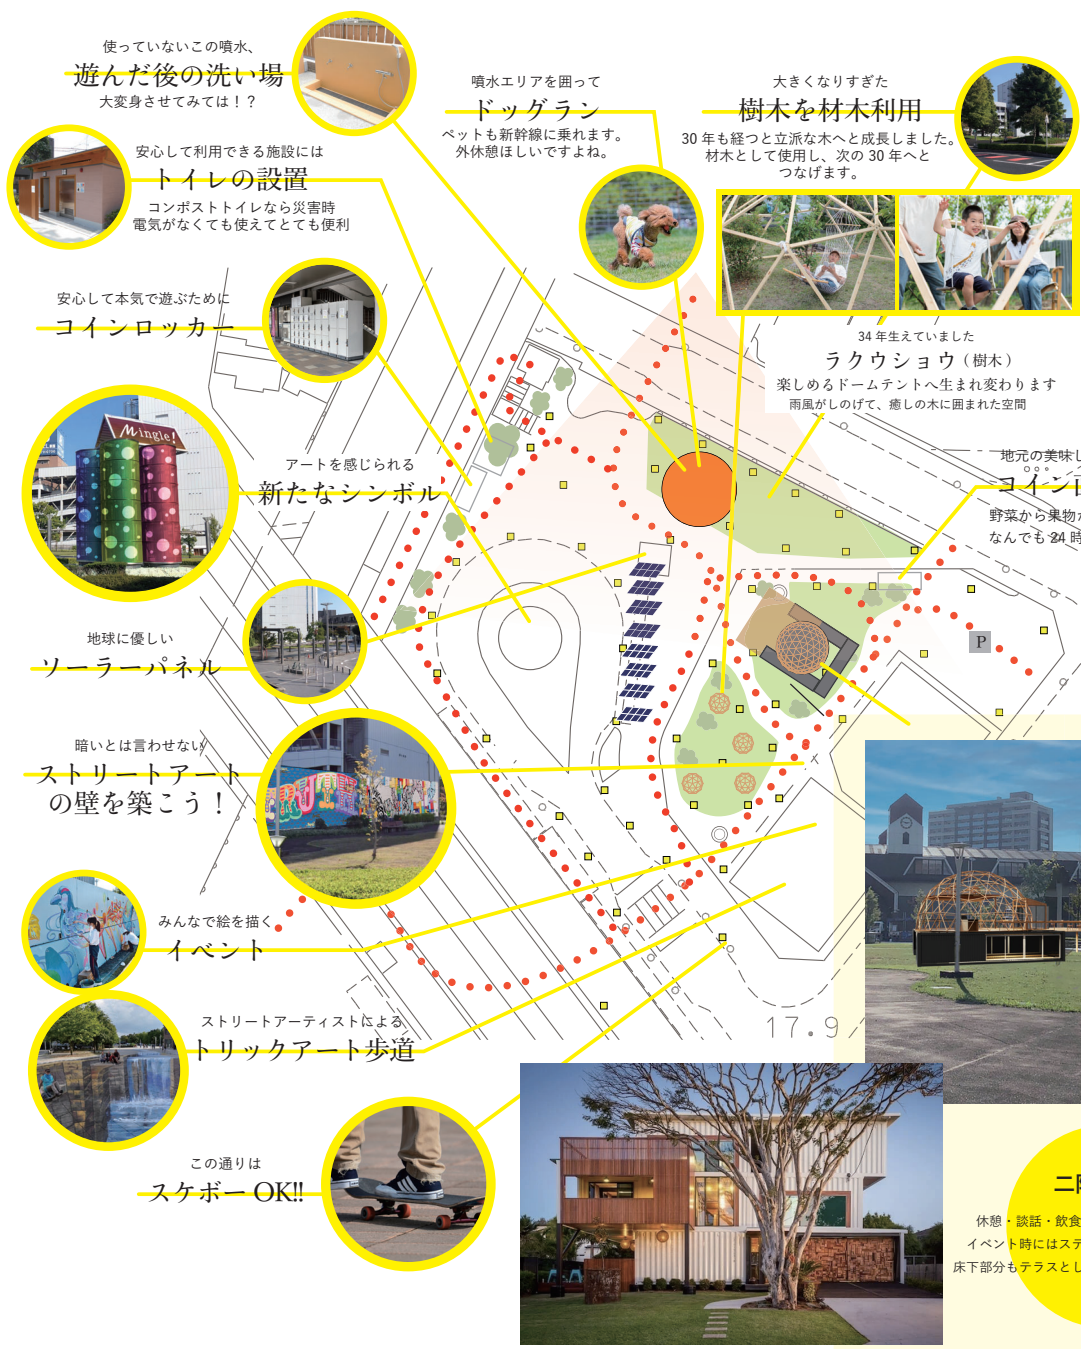 使っていないこの噴水、
遊んだ後の洗い場
大変身させてみては！？
噴水エリアを囲って
ドッグラン
ペットも新幹線に乗れます。
外休憩ほしいですよね。
大きくなりすぎた
樹木を材木利用
30 年も経つと立派な木へと成長しました。
材木として使用し、次の 30 年へと
つなげます。
安心して利用できる施設には
トイレの設置
コンポストトイレなら災害時
電気がなくても使えてとても便利
安心して本気で遊ぶために
コインロッカー
34 年生えていました
ラクウショウ（樹木）
楽しめるドームテントへ生まれ変わります
雨風がしのげて、癒しの木に囲まれた空間
Mingle!
アートを感じられる
新たなシンボル
地元の美味し
コイン
野菜から果物
なんでも 24 時
地球に優しい
ソーラーパネル
P
暗いとは言わせない
ストリートアート
の壁を築こう！
みんなで絵を描く
イベント
ストリートアーティストによる
トリックアート歩道
17.9
この通りは
スケボー OK!!
休憩・談話・飲食
イベント時にはステ
床下部分もテラスとし